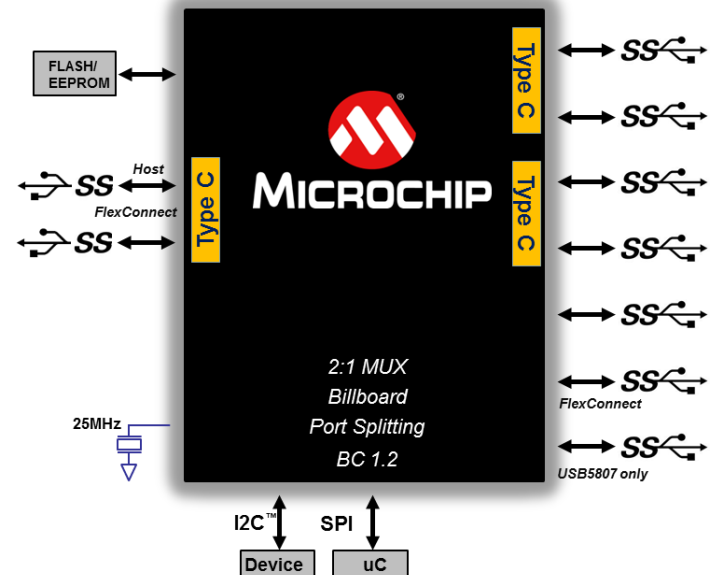 FLASH/
EEPROM
Host
SS
FlexConnect
SS
Type C
25MHz
®
MICROCHIP
Type C
Type C
2:1 MUX
Billboard
Port Splitting
BC 1.2
SS
SS
SS
SS
SS
SS
FlexConnect
SS
USB5807 only
I2C™
SPI
Device
uC